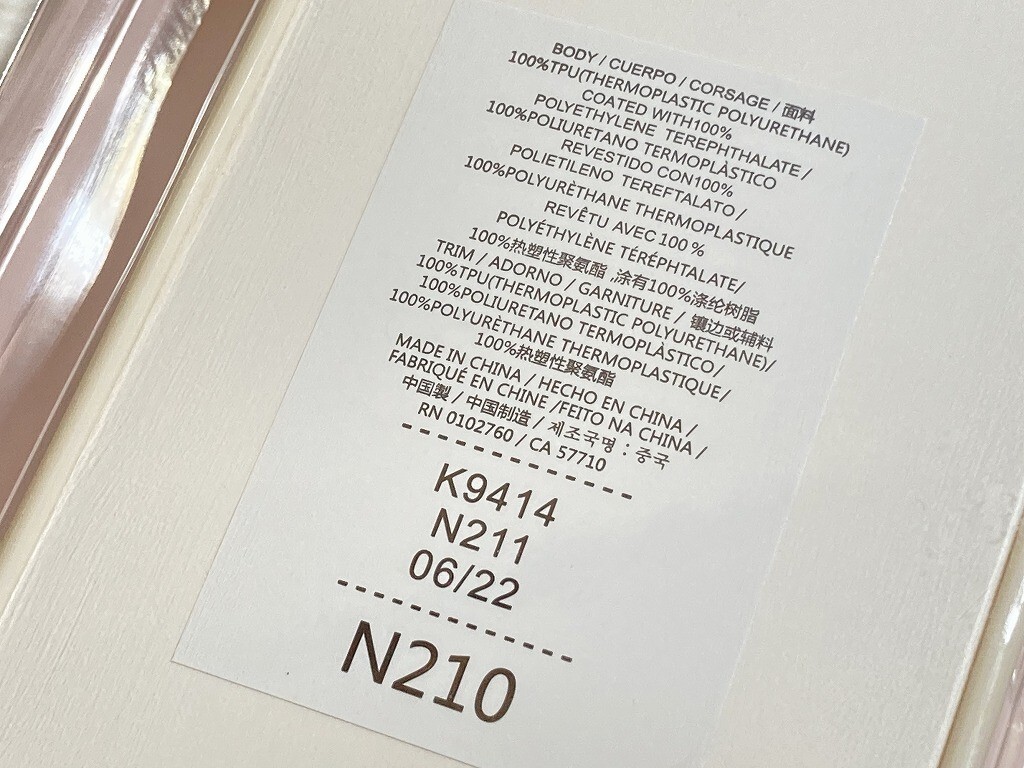 BODY / CUERPO / CORSAGE / 面料
100%TPU(THERMOPLASTIC POLYURETHANE)
COATED WITH100%
POLYETHYLENE TEREPHTHALATE /
100%POLIURETANO TERMOPLÀSTICO
REVESTIDO CON100%
POLIETILENO TEREFTALATO /
100%POLYURÈTHANE THERMOPLASTIQUE
REVÊTU AVEC 100 %
POLYÉTHYLÈNE TÉRÉPHTALATE/
100%热塑性聚氨酯 涂有100%涤纶树脂
TRIM / ADORNO / GARNITURE / 镶边或辅料
100%TPU(THERMOPLASTIC POLYURETHANE)/
100%POLIURETANO TERMOPLÀSTICO /
100%POLYURÈTHANE THERMOPLASTIQUE /
100%热塑性聚氨酯
MADE IN CHINA / HECHO EN CHINA /
FABRIQUÉ EN CHINE /FEITO NA CHINA /
中国製 / 中国制造 / 제조국명 : 중국
RN 0102760 / CA 57710
K9414
N211
06/22
N210